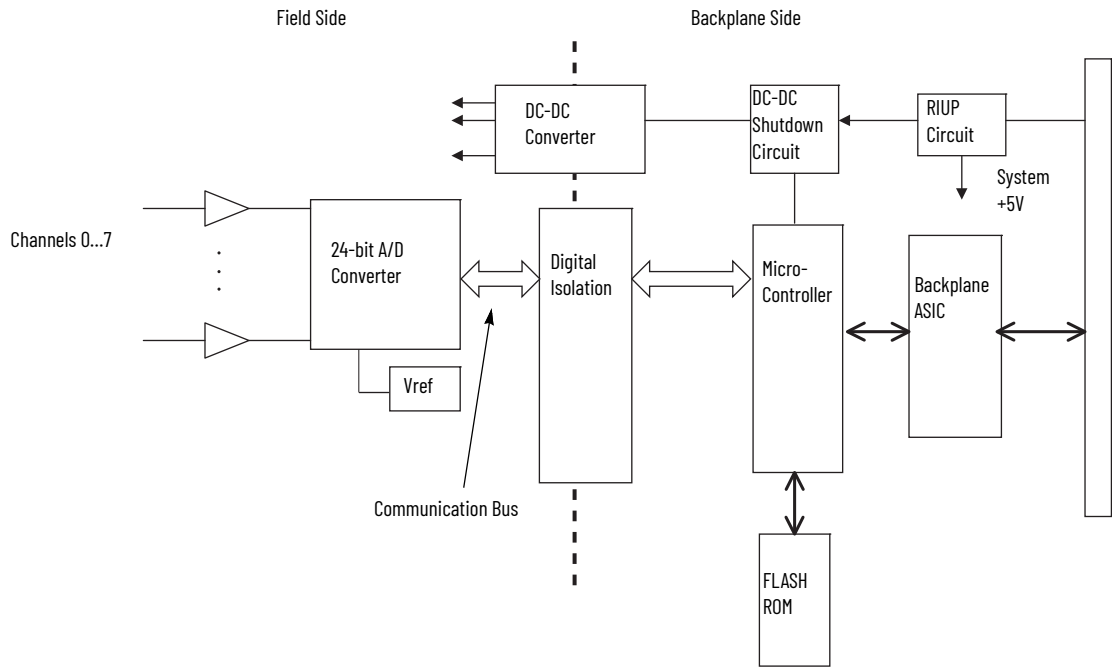 Field Side
Backplane Side
DC-DC
Converter
DC-DC
Shutdown
Circuit
RIUP
Circuit
System
+5V
Channels 0...7
24-bit A/D
Converter
Digital
Isolation
Micro-
Controller
Backplane
ASIC
Vref
Communication Bus
FLASH
ROM